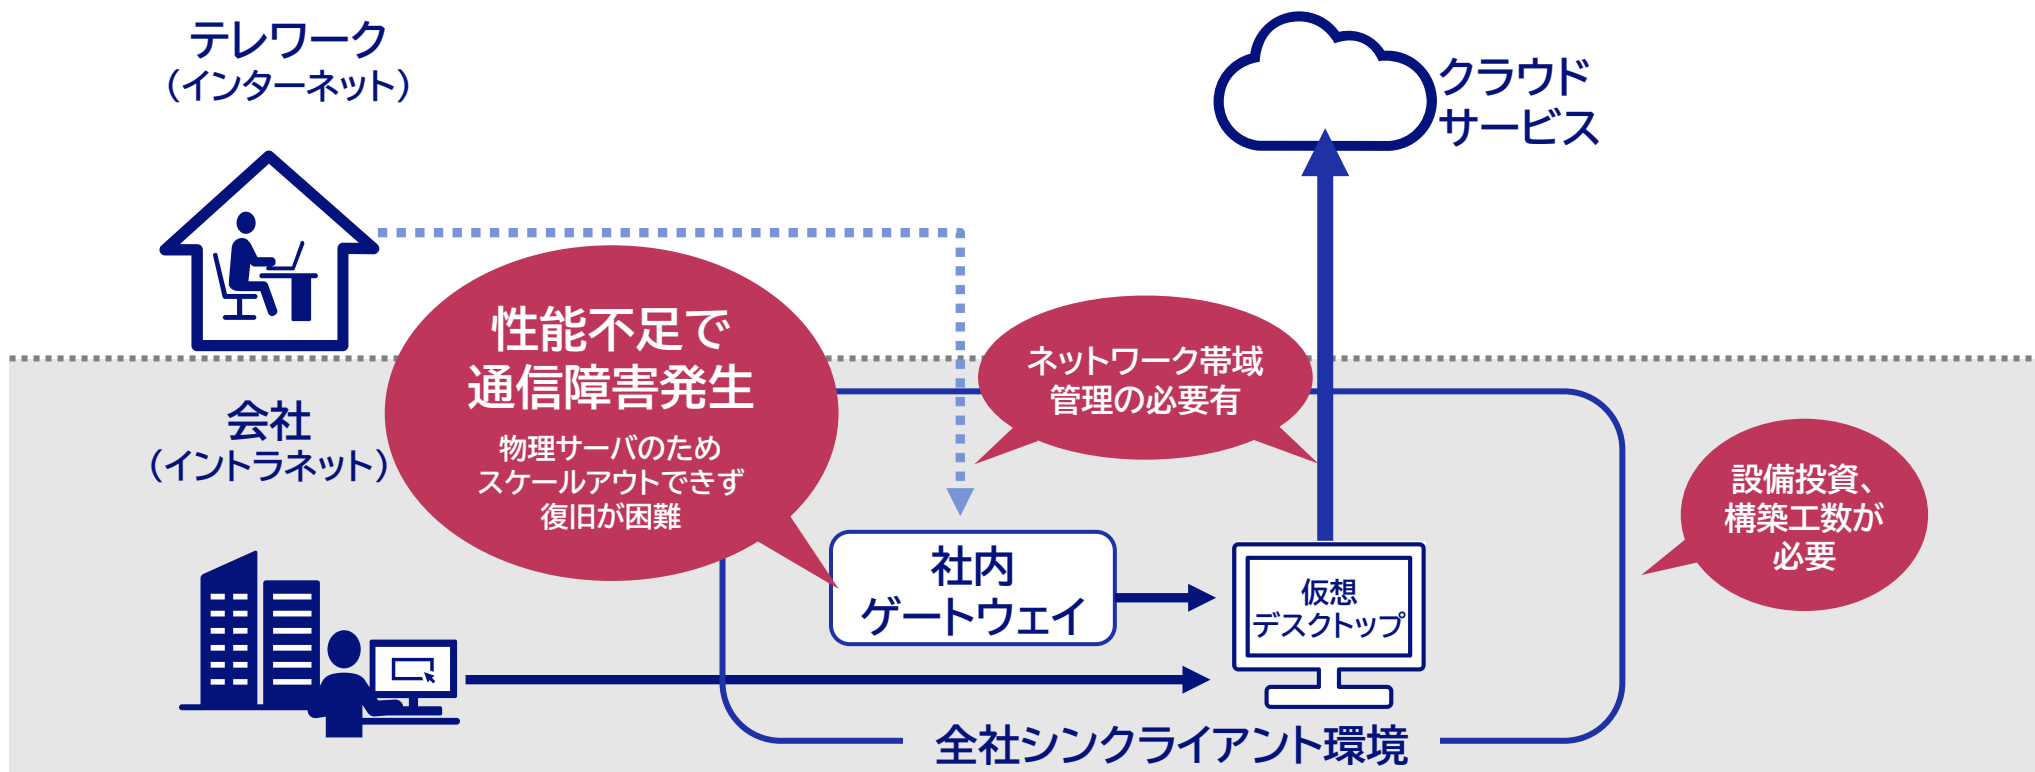 テレワーク
（インターネット）
クラウド
サービス
性能不足で
通信障害発生
物理サーバのため
スケールアウトできず
復旧が困難
ネットワーク帯域
管理の必要有
会社
（イントラネット）
設備投資、
構築工数が
必要
社内
ゲートウェイ
仮想
デスクトップ
全社シンクライアント環境